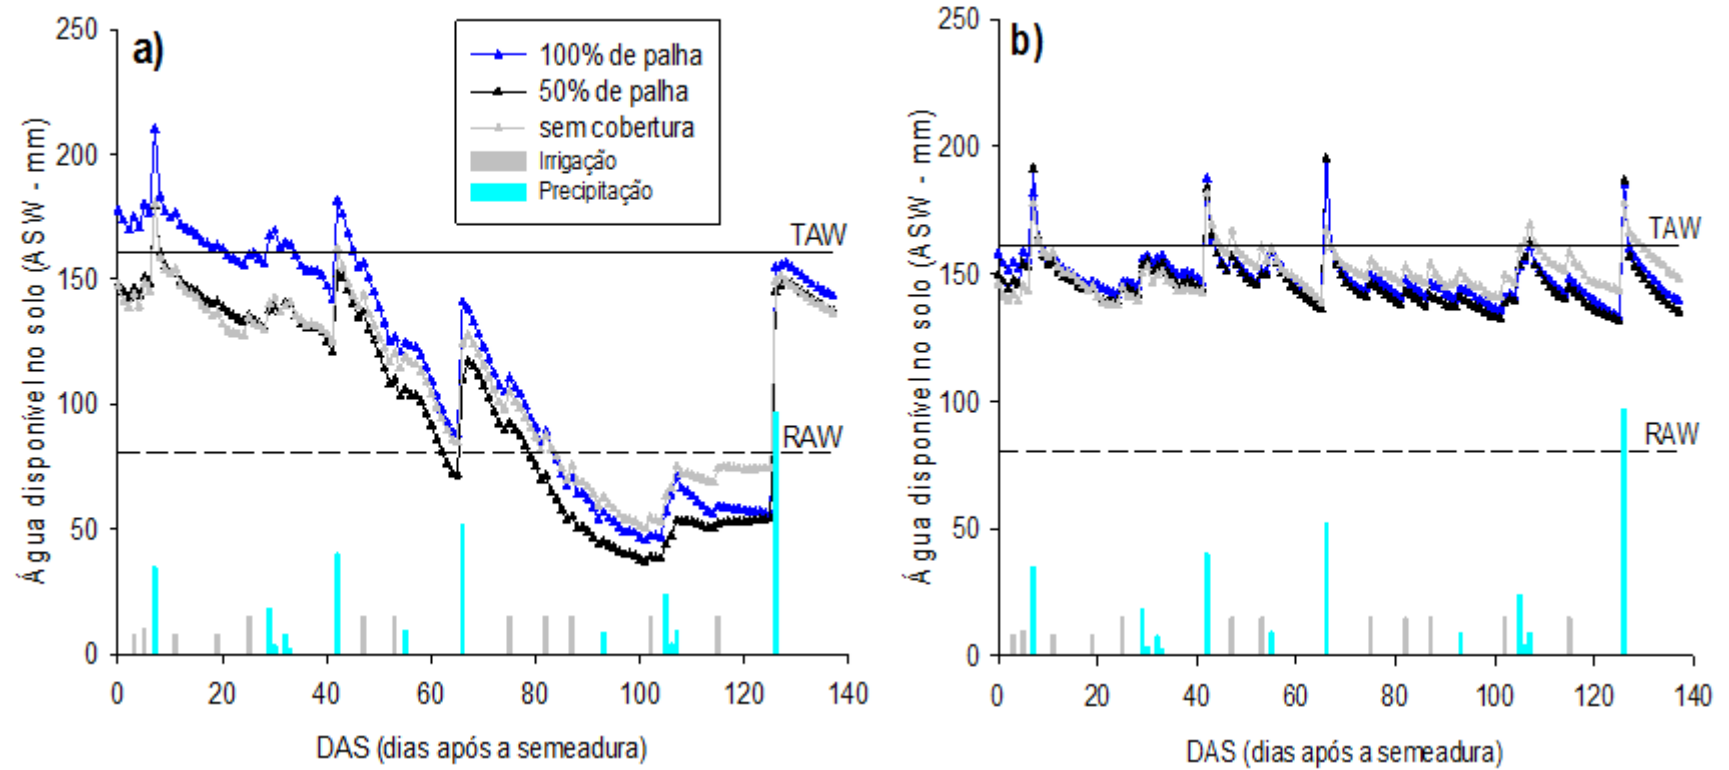 a)
250
200
150
100
50
0
Água disponível no solo (ASW - mm)
100% de palha
50% de palha
sem cobertura
Irrigação
Precipitação
TAW
RAW
0 20 40 60 80 100 120 140
DAS (dias após a semeadura)
b)
250
200
150
100
50
0
Água disponível no solo (ASW - mm)
TAW
RAW
0 20 40 60 80 100 120 140
DAS (dias após a semeadura)